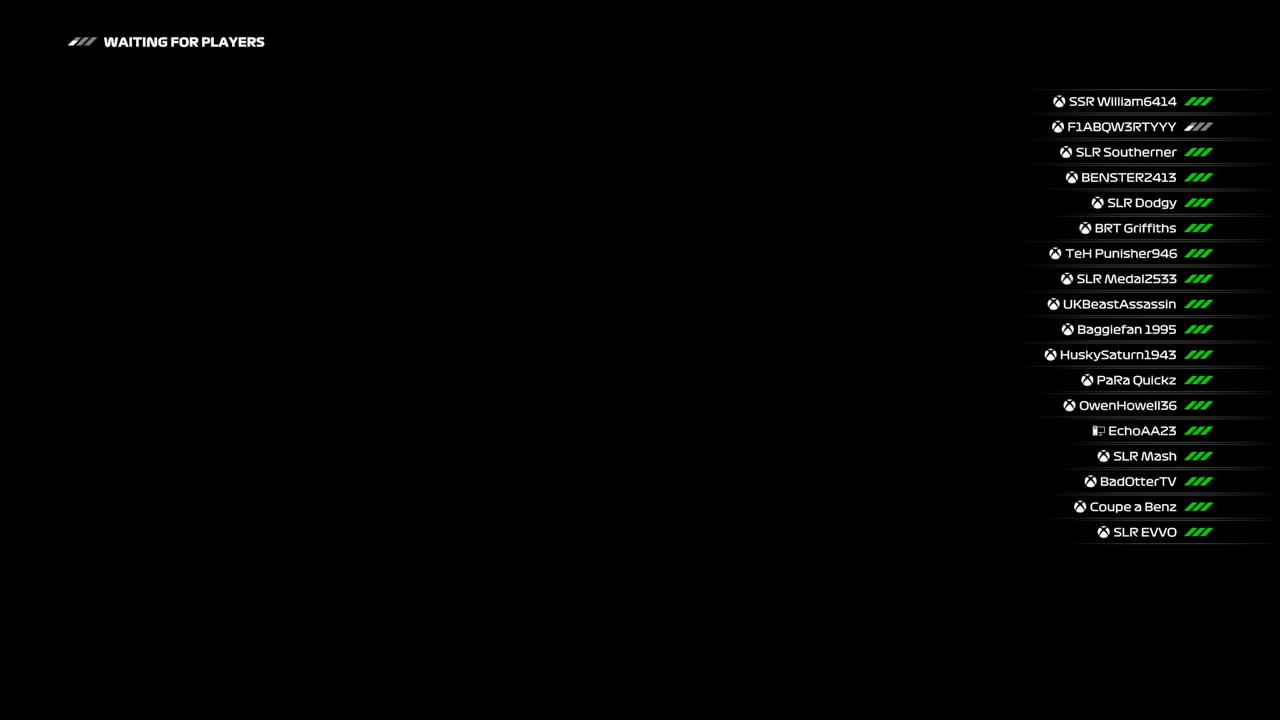 WAITING FOR PLAYERS
SSR William6414
F1ABQW3RTYYY
SLR Southerner
BENSTER2413
SLR Dodgy
BRT Griffiths
TeH Punisher946
SLR Medal2533
UKBeastAssassin
Baggiefan 1995
HuskySaturn1943
PaRa Quickz
OwenHowell36
EchoAA23
SLR Mash
BadOtterTV
Coupe a Benz
SLR EVVO